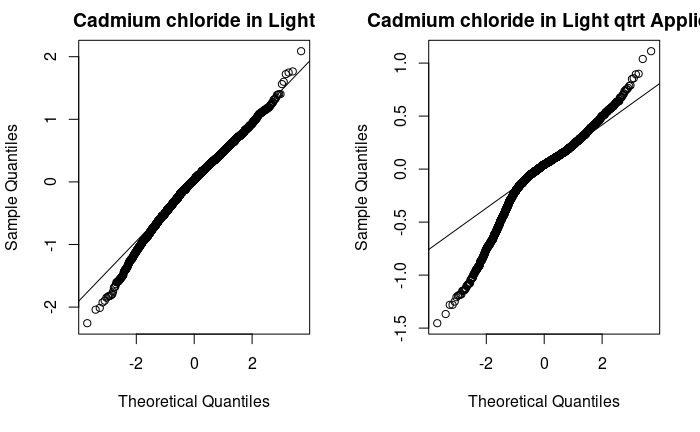 Cadmium chloride in Light
Sample Quantiles
2
1
0
-1
-2
-2 0 2
Theoretical Quantiles
Cadmium chloride in Light qtrt Applie
Sample Quantiles
1.0
0.5
0.0
-0.5
-1.0
-1.5
-2 0 2
Theoretical Quantiles